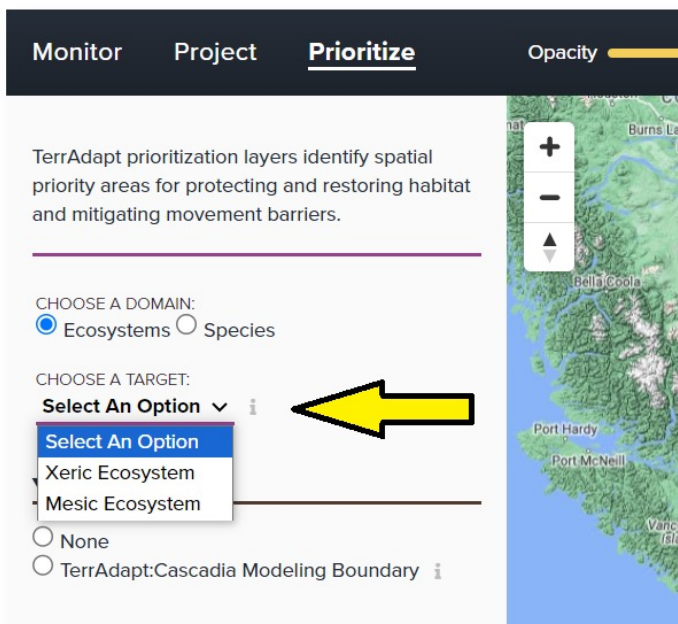 Monitor Project Prioritize Opacity
TerrAdapt prioritization layers identify spatial
priority areas for protecting and restoring habitat
and mitigating movement barriers.
CHOOSE A DOMAIN:
Ecosystems Species
CHOOSE A TARGET:
Select An Option
Select An Option
Xeric Ecosystem
Mesic Ecosystem
None
TerrAdapt:Cascadia Modeling Boundary
Burns La
Bella Coola
Port Hardy
Port McNeill
Vanc
Isl